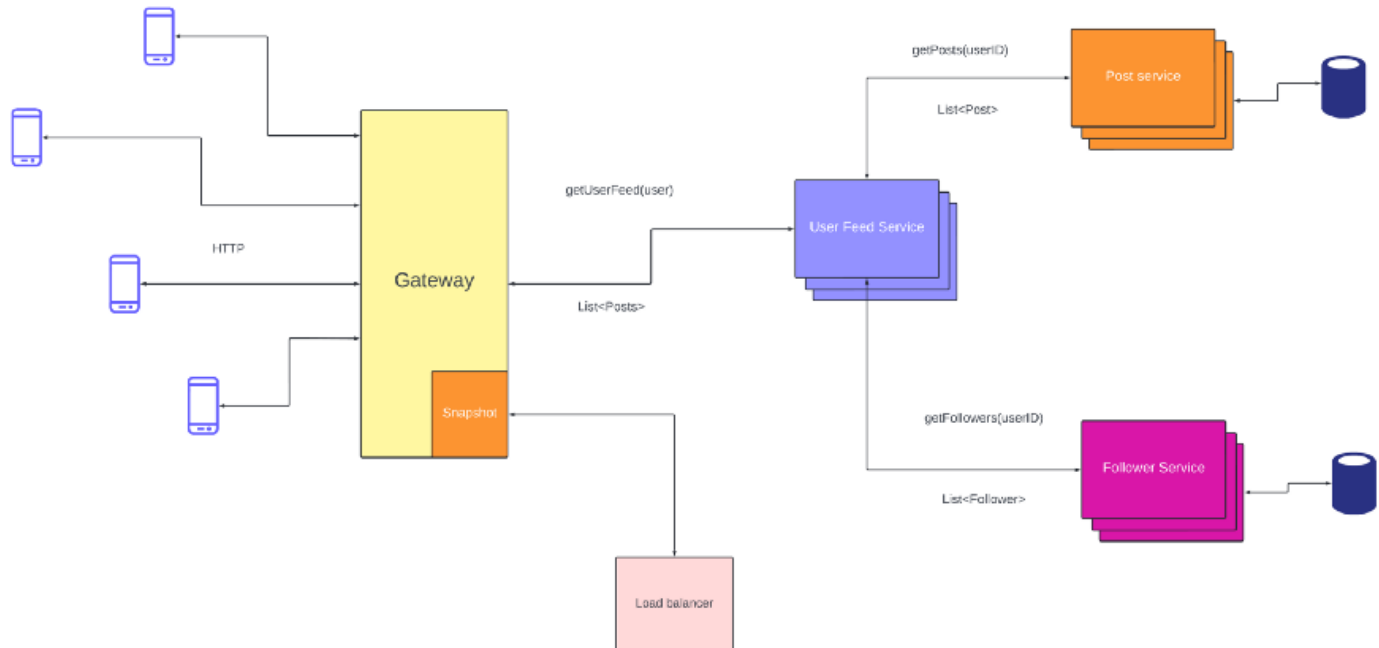 getPosts(userID)
Post service
List<Post>
getUserFeed(user)
User Feed Service
HTTP
Gateway
List<Posts>
Snapshot
getFollowers(userID)
Follower Service
List<Follower>
Load balancer